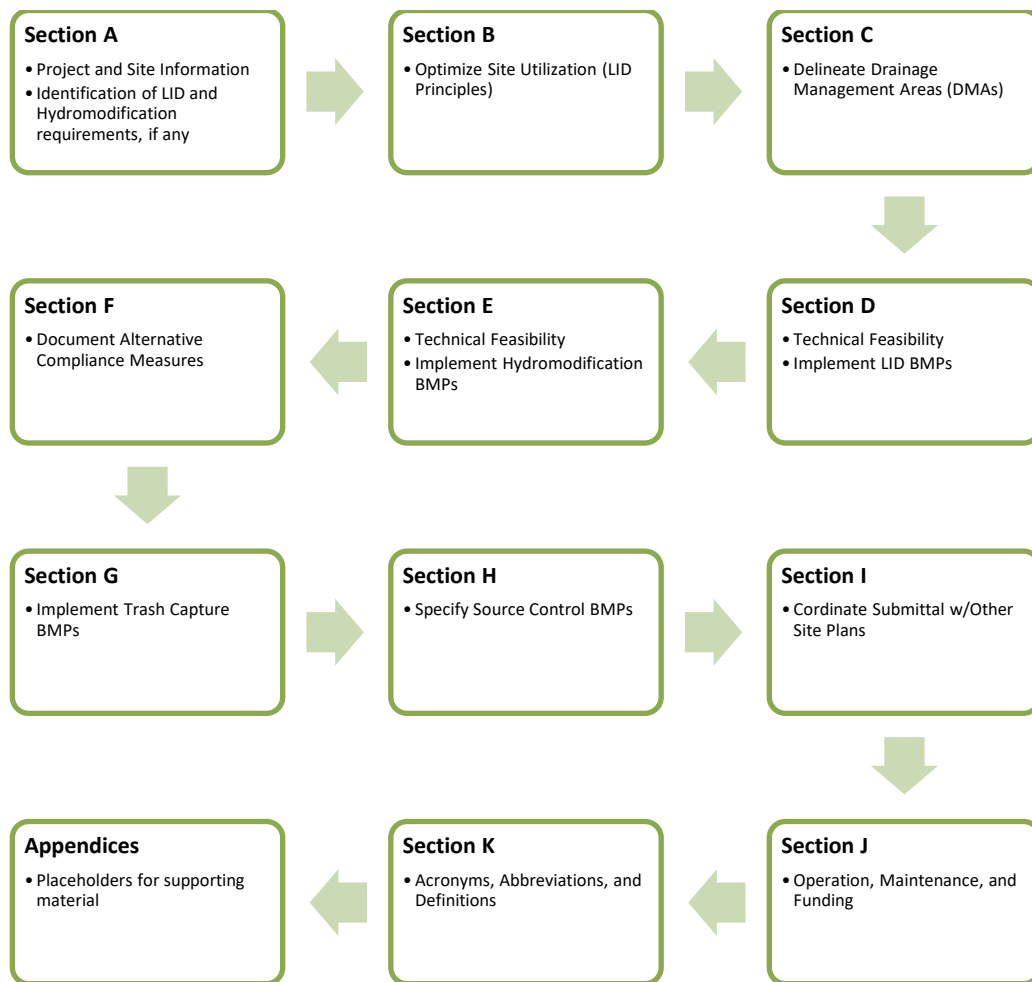 Section A
• Project and Site Information
• Identification of LID and
Hydromodification
requirements, if any
Section B
• Optimize Site Utilization (LID
Principles)
Section C
• Delineate Drainage
Management Areas (DMAs)
Section D
• Technical Feasibility
• Implement LID BMPs
Section E
• Technical Feasibility
• Implement Hydromodification
BMPs
Section F
• Document Alternative
Compliance Measures
Section G
• Implement Trash Capture
BMPs
Section H
• Specify Source Control BMPs
Section I
• Cordinate Submittal w/Other
Site Plans
Section J
• Operation, Maintenance, and
Funding
Section K
• Acronyms, Abbreviations, and
Definitions
Appendices
• Placeholders for supporting
material